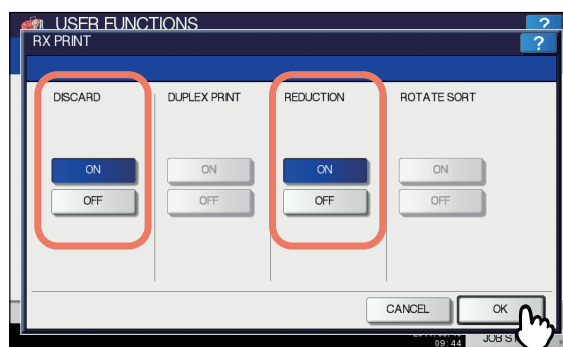 USER FUNCTIONS
?
RX PRINT
?
DISCARD DUPLEX PRINT REDUCTION ROTATE SORT
ON ON ON ON
OFF OFF OFF OFF
CANCEL OK
09:44 JOB ST